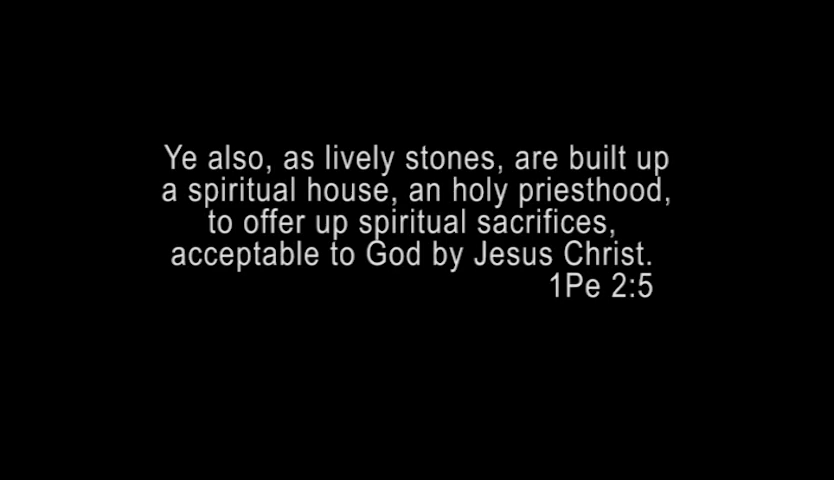 Ye also, as lively stones, are built up
a spiritual house, an holy priesthood,
to offer up spiritual sacrifices,
acceptable to God by Jesus Christ.
1Pe 2:5